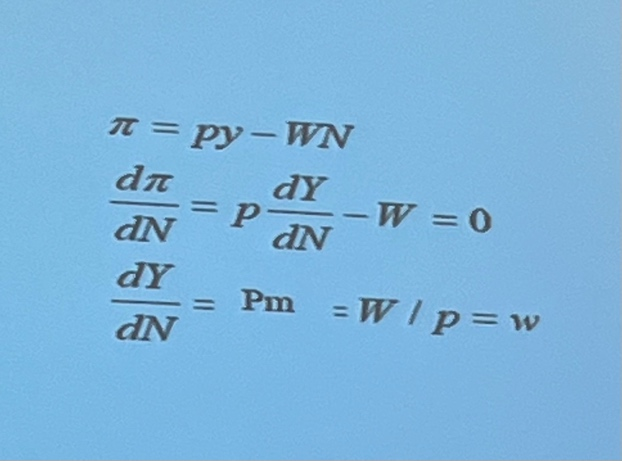 π = py – WN
dπ/dN = p dY/dN – W = 0
dY/dN = Pm = W / p = w